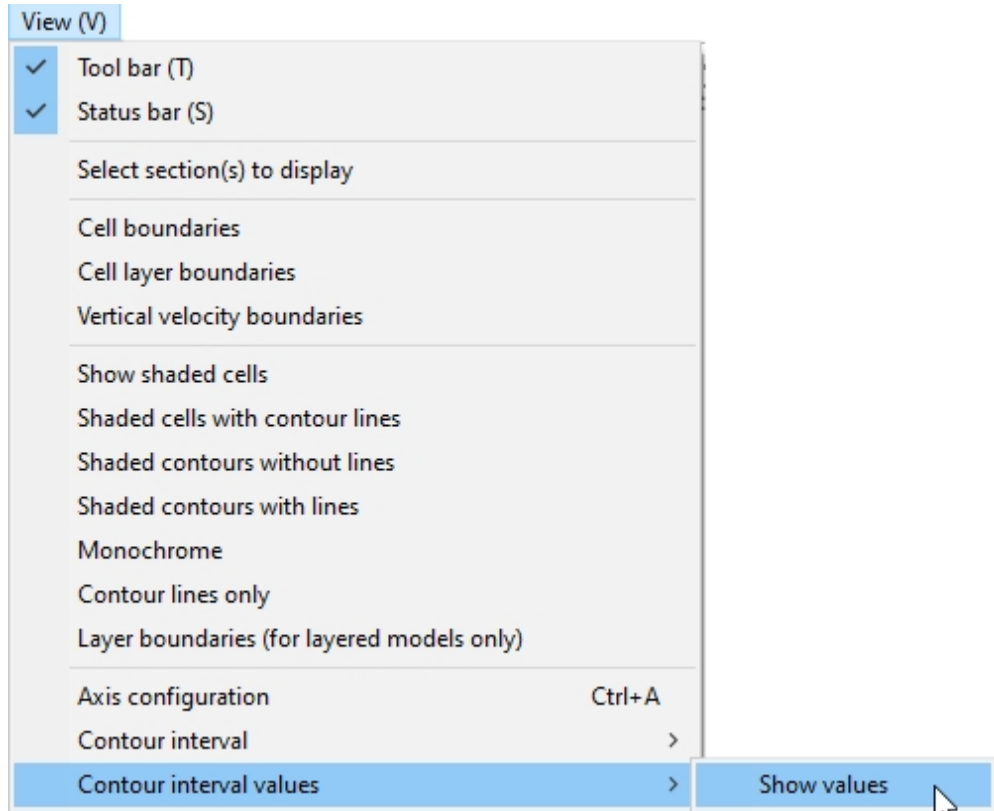 View (V)
Tool bar (T)
Status bar (S)
Select section(s) to display
Cell boundaries
Cell layer boundaries
Vertical velocity boundaries
Show shaded cells
Shaded cells with contour lines
Shaded contours without lines
Shaded contours with lines
Monochrome
Contour lines only
Layer boundaries (for layered models only)
Axis configuration Ctrl+A
Contour interval >
Contour interval values > Show values